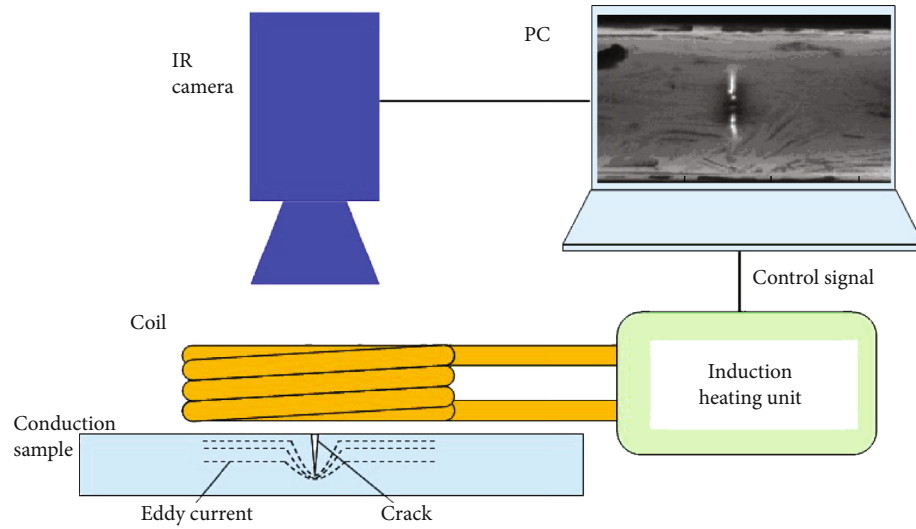 PC
IR
camera
Control signal
Coil
Induction
heating unit
Conduction
sample
Eddy current
Crack